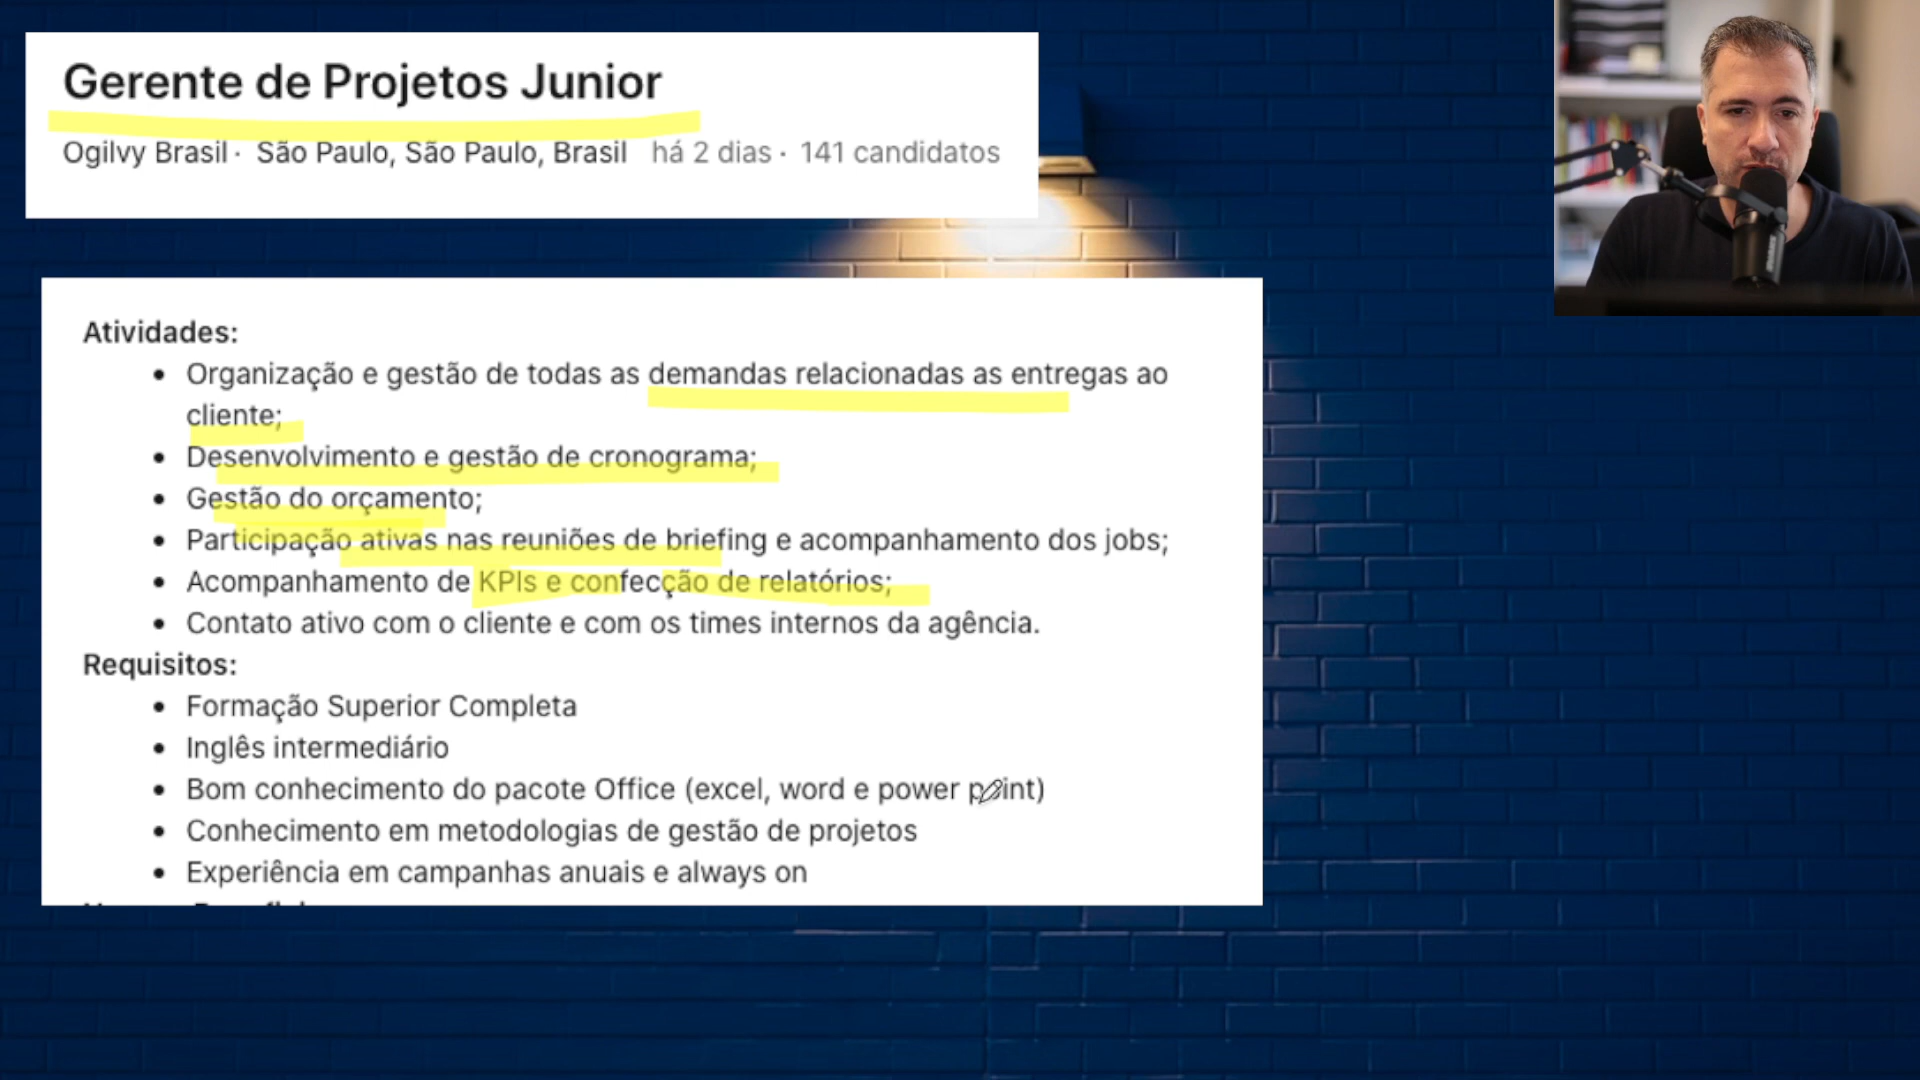 Gerente de Projetos Junior
Ogilvy Brasil · São Paulo, São Paulo, Brasil há 2 dias · 141 candidatos
Atividades:
• Organização e gestão de todas as demandas relacionadas as entregas ao
cliente;
• Desenvolvimento e gestão de cronograma;
• Gestão do orçamento;
• Participação ativas nas reuniões de briefing e acompanhamento dos jobs;
• Acompanhamento de KPIs e confecção de relatórios;
• Contato ativo com o cliente e com os times internos da agência.
Requisitos:
• Formação Superior Completa
• Inglês intermediário
• Bom conhecimento do pacote Office (excel, word e power point)
• Conhecimento em metodologias de gestão de projetos
• Experiência em campanhas anuais e always on